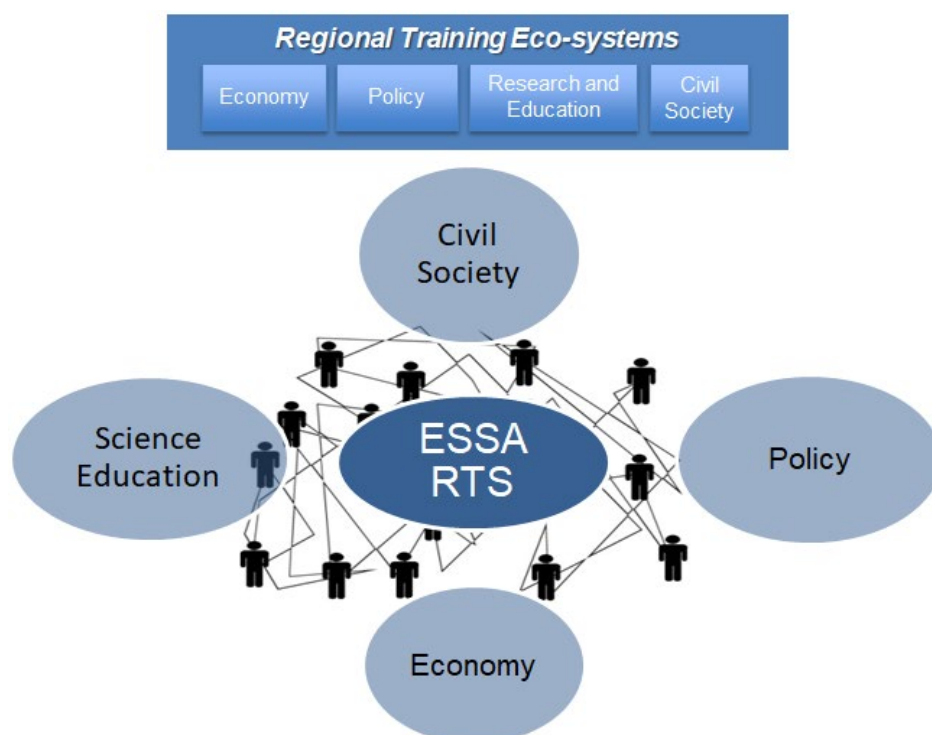 Regional Training Eco-systems
Economy
Policy
Research and
Education
Civil
Society
Civil
Society
Science
Education
ESSA
RTS
Policy
Economy